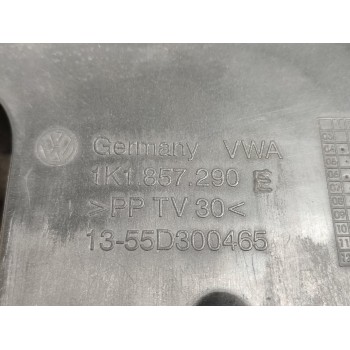 Germany VWA
1K1.857.290 E
>PP TV 30<
13-55D300465